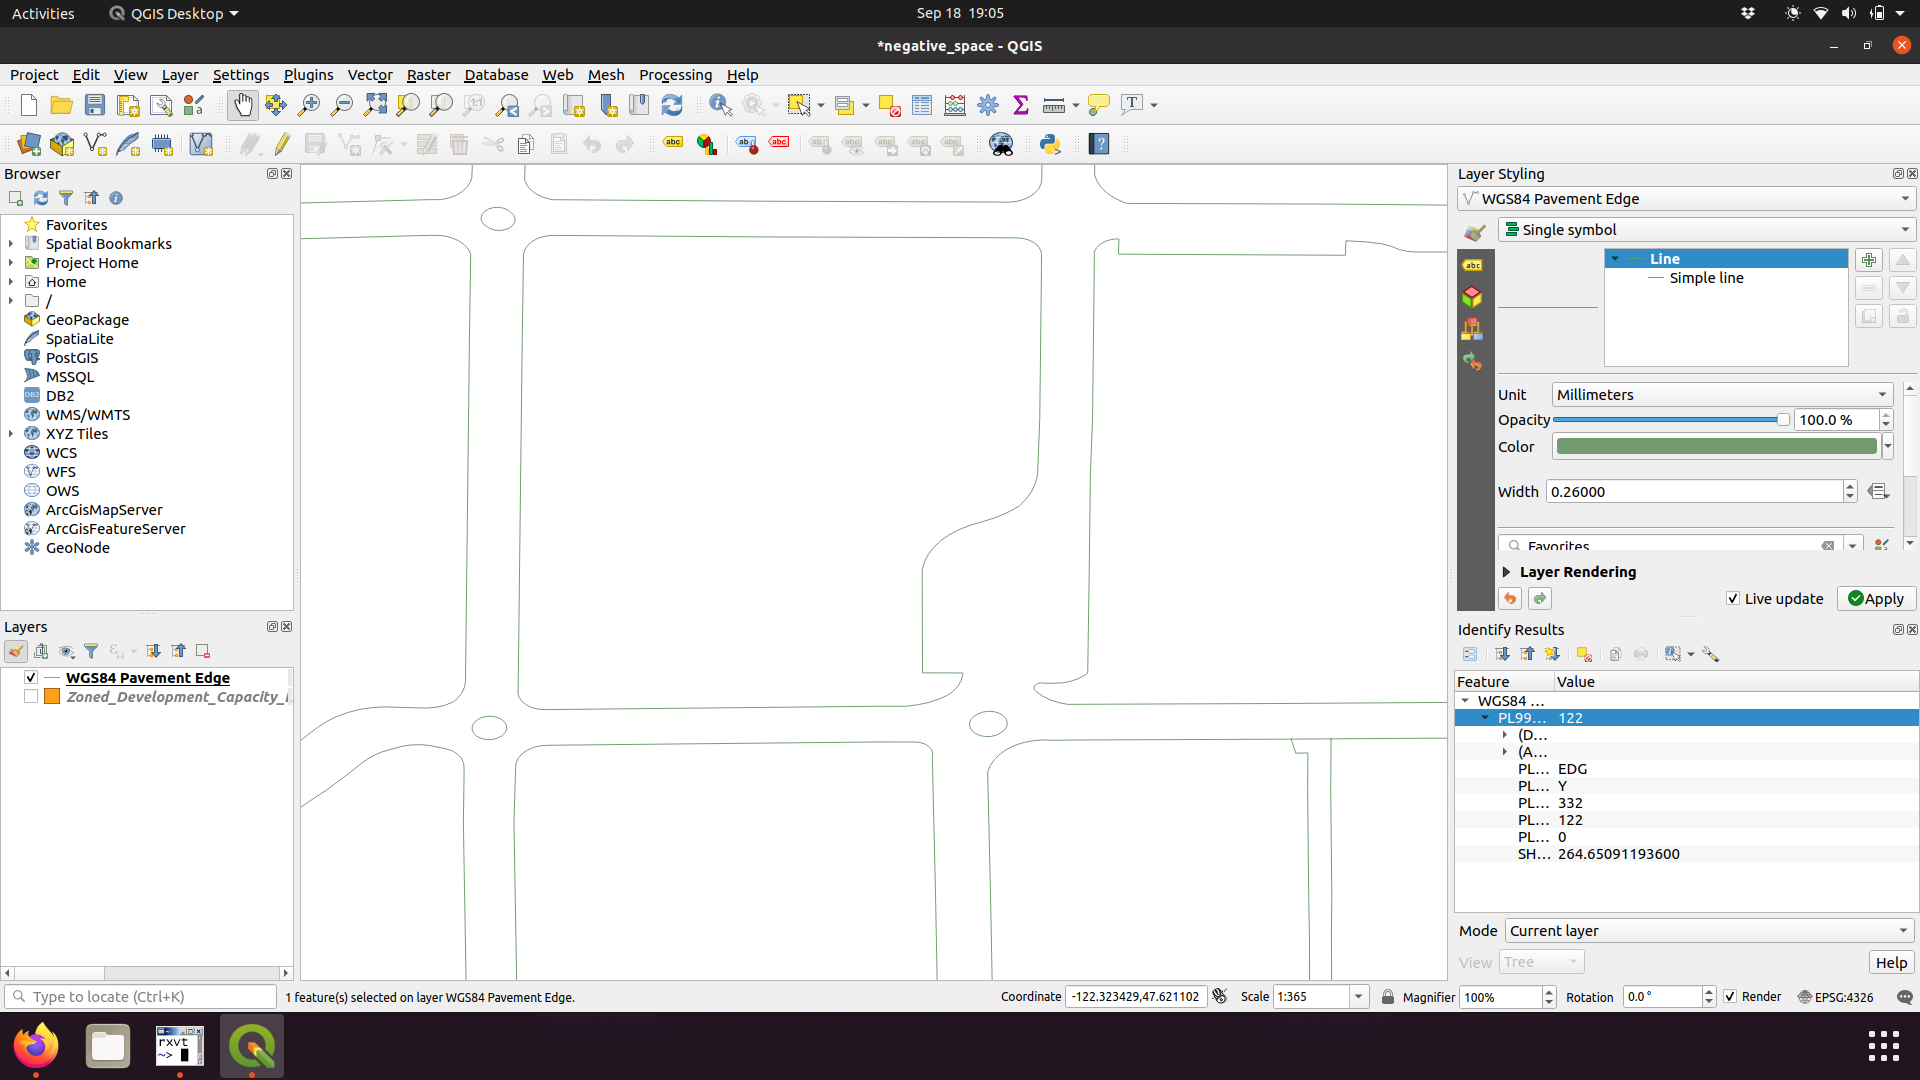 Activities QGIS Desktop Sep 18 19:05
*negative_space - QGIS
Project Edit View Layer Settings Plugins Vector Raster Database Web Mesh Processing Help
Browser
Favorites
Spatial Bookmarks
Project Home
Home
/
GeoPackage
SpatiaLite
PostGIS
MSSQL
DB2
WMS/WMTS
XYZ Tiles
WCS
WFS
OWS
ArcGisMapServer
ArcGisFeatureServer
GeoNode
Layers
WGS84 Pavement Edge
Zoned_Development_Capacity_
Layer Styling
WGS84 Pavement Edge
Single symbol
Line
Simple line
Unit Millimeters
Opacity 100.0 %
Color
Width 0.26000
Favorites
Layer Rendering
Live update Apply
Identify Results
Feature Value
WGS84 ...
PL99... 122
(D...
(A...
PL... EDG
PL... Y
PL... 332
PL... 122
PL... 0
SH... 264.65091193600
Mode Current layer
View Tree Help
Type to locate (Ctrl+K) 1 feature(s) selected on layer WGS84 Pavement Edge. Coordinate -122.323429,47.621102 Scale 1:365 Magnifier 100% Rotation 0.0 ° Render EPSG:4326
rxvt
~>